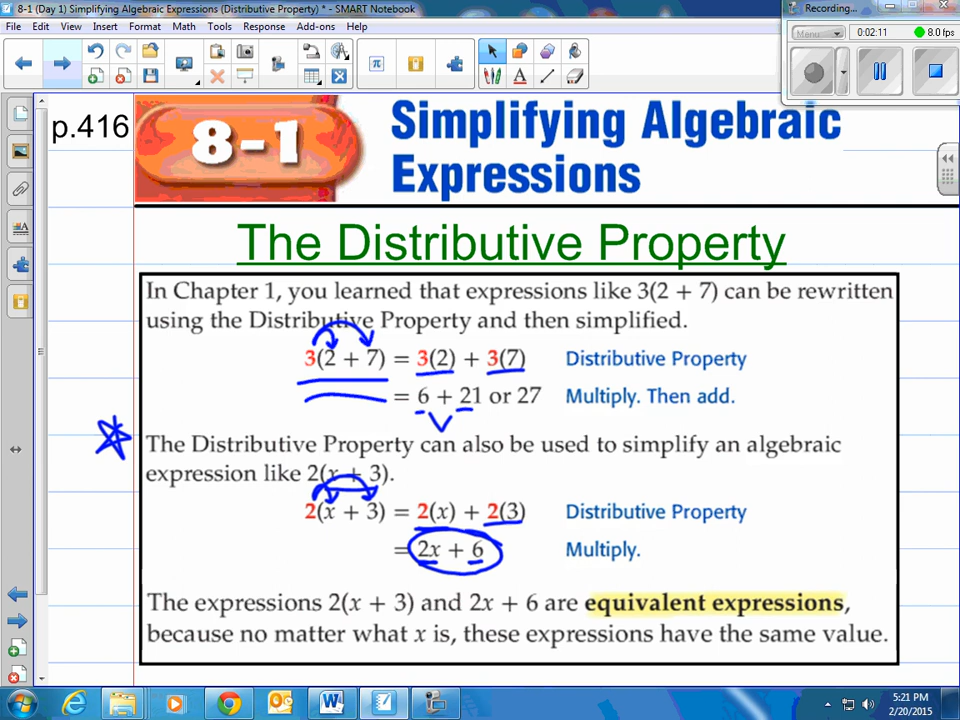 8-1 (Day 1) Simplifying Algebraic Expressions (Distributive Property) * - SMART Notebook
Recording...
File Edit View Insert Format Math Tools Response Add-ons Help
Menu
0:02:11
8.0 fps
p.416
8-1
Simplifying Algebraic
Expressions
The Distributive Property
In Chapter 1, you learned that expressions like 3(2 + 7) can be rewritten
using the Distributive Property and then simplified.
3(2 + 7) = 3(2) + 3(7) Distributive Property
= 6 + 21 or 27 Multiply. Then add.
The Distributive Property can also be used to simplify an algebraic
expression like 2(x + 3).
2(x + 3) = 2(x) + 2(3) Distributive Property
= 2x + 6 Multiply.
The expressions 2(x + 3) and 2x + 6 are equivalent expressions,
because no matter what x is, these expressions have the same value.
5:21 PM
2/20/2015